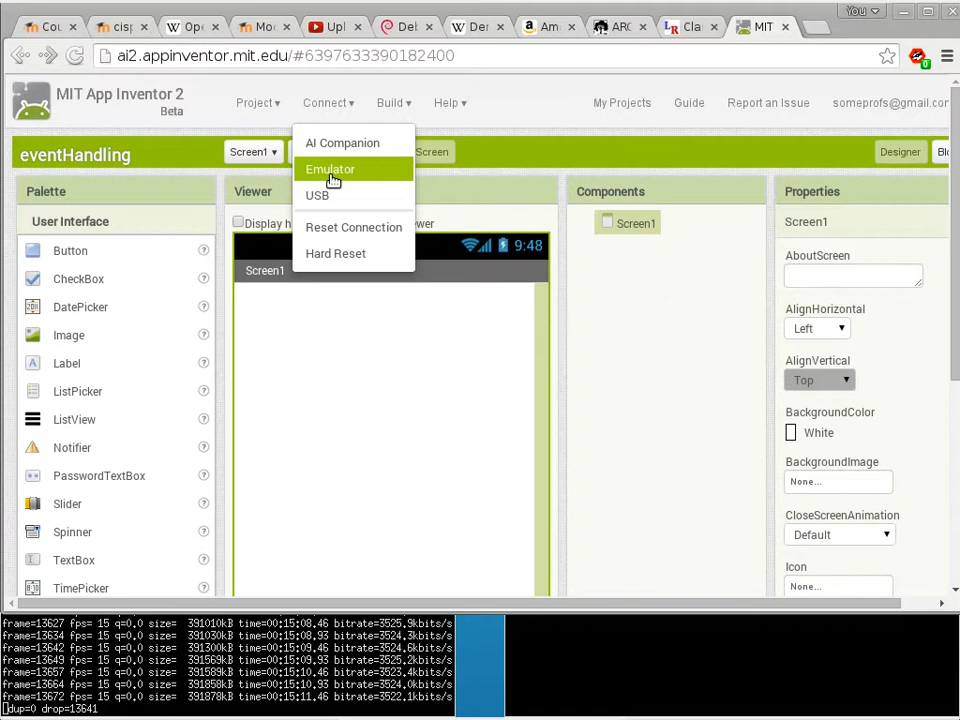 Cou
cisp
Ope
Moo
Upl
Deb
Der
Ama
ARC
Cla
MIT
You
ai2.appinventor.mit.edu/#6397633390182400
MIT App Inventor 2
Beta
Project
Connect
Build
Help
My Projects
Guide
Report an Issue
someprofs@gmail.co
eventHandling
Screen1
Screen
Designer
Blo
AI Companion
Emulator
USB
Reset Connection
Hard Reset
Palette
User Interface
Button
CheckBox
DatePicker
Image
Label
ListPicker
ListView
Notifier
PasswordTextBox
Slider
Spinner
TextBox
TimePicker
Viewer
Display h
wer
9:48
Screen1
Components
Screen1
Properties
Screen1
AboutScreen
AlignHorizontal
Left
AlignVertical
Top
BackgroundColor
White
BackgroundImage
None...
CloseScreenAnimation
Default
Icon
None...
frame=13627 fps= 15 q=0.0 size= 391010kB time=00:15:08.46 bitrate=3525.9kbits/s
frame=13634 fps= 15 q=0.0 size= 391030kB time=00:15:08.93 bitrate=3524.3kbits/s
frame=13642 fps= 15 q=0.0 size= 391300kB time=00:15:09.46 bitrate=3524.6kbits/s
frame=13649 fps= 15 q=0.0 size= 391569kB time=00:15:09.93 bitrate=3525.2kbits/s
frame=13657 fps= 15 q=0.0 size= 391589kB time=00:15:10.46 bitrate=3523.4kbits/s
frame=13664 fps= 15 q=0.0 size= 391858kB time=00:15:10.93 bitrate=3524.0kbits/s
frame=13672 fps= 15 q=0.0 size= 391878kB time=00:15:11.46 bitrate=3522.1kbits/s
dup=0 drop=13641